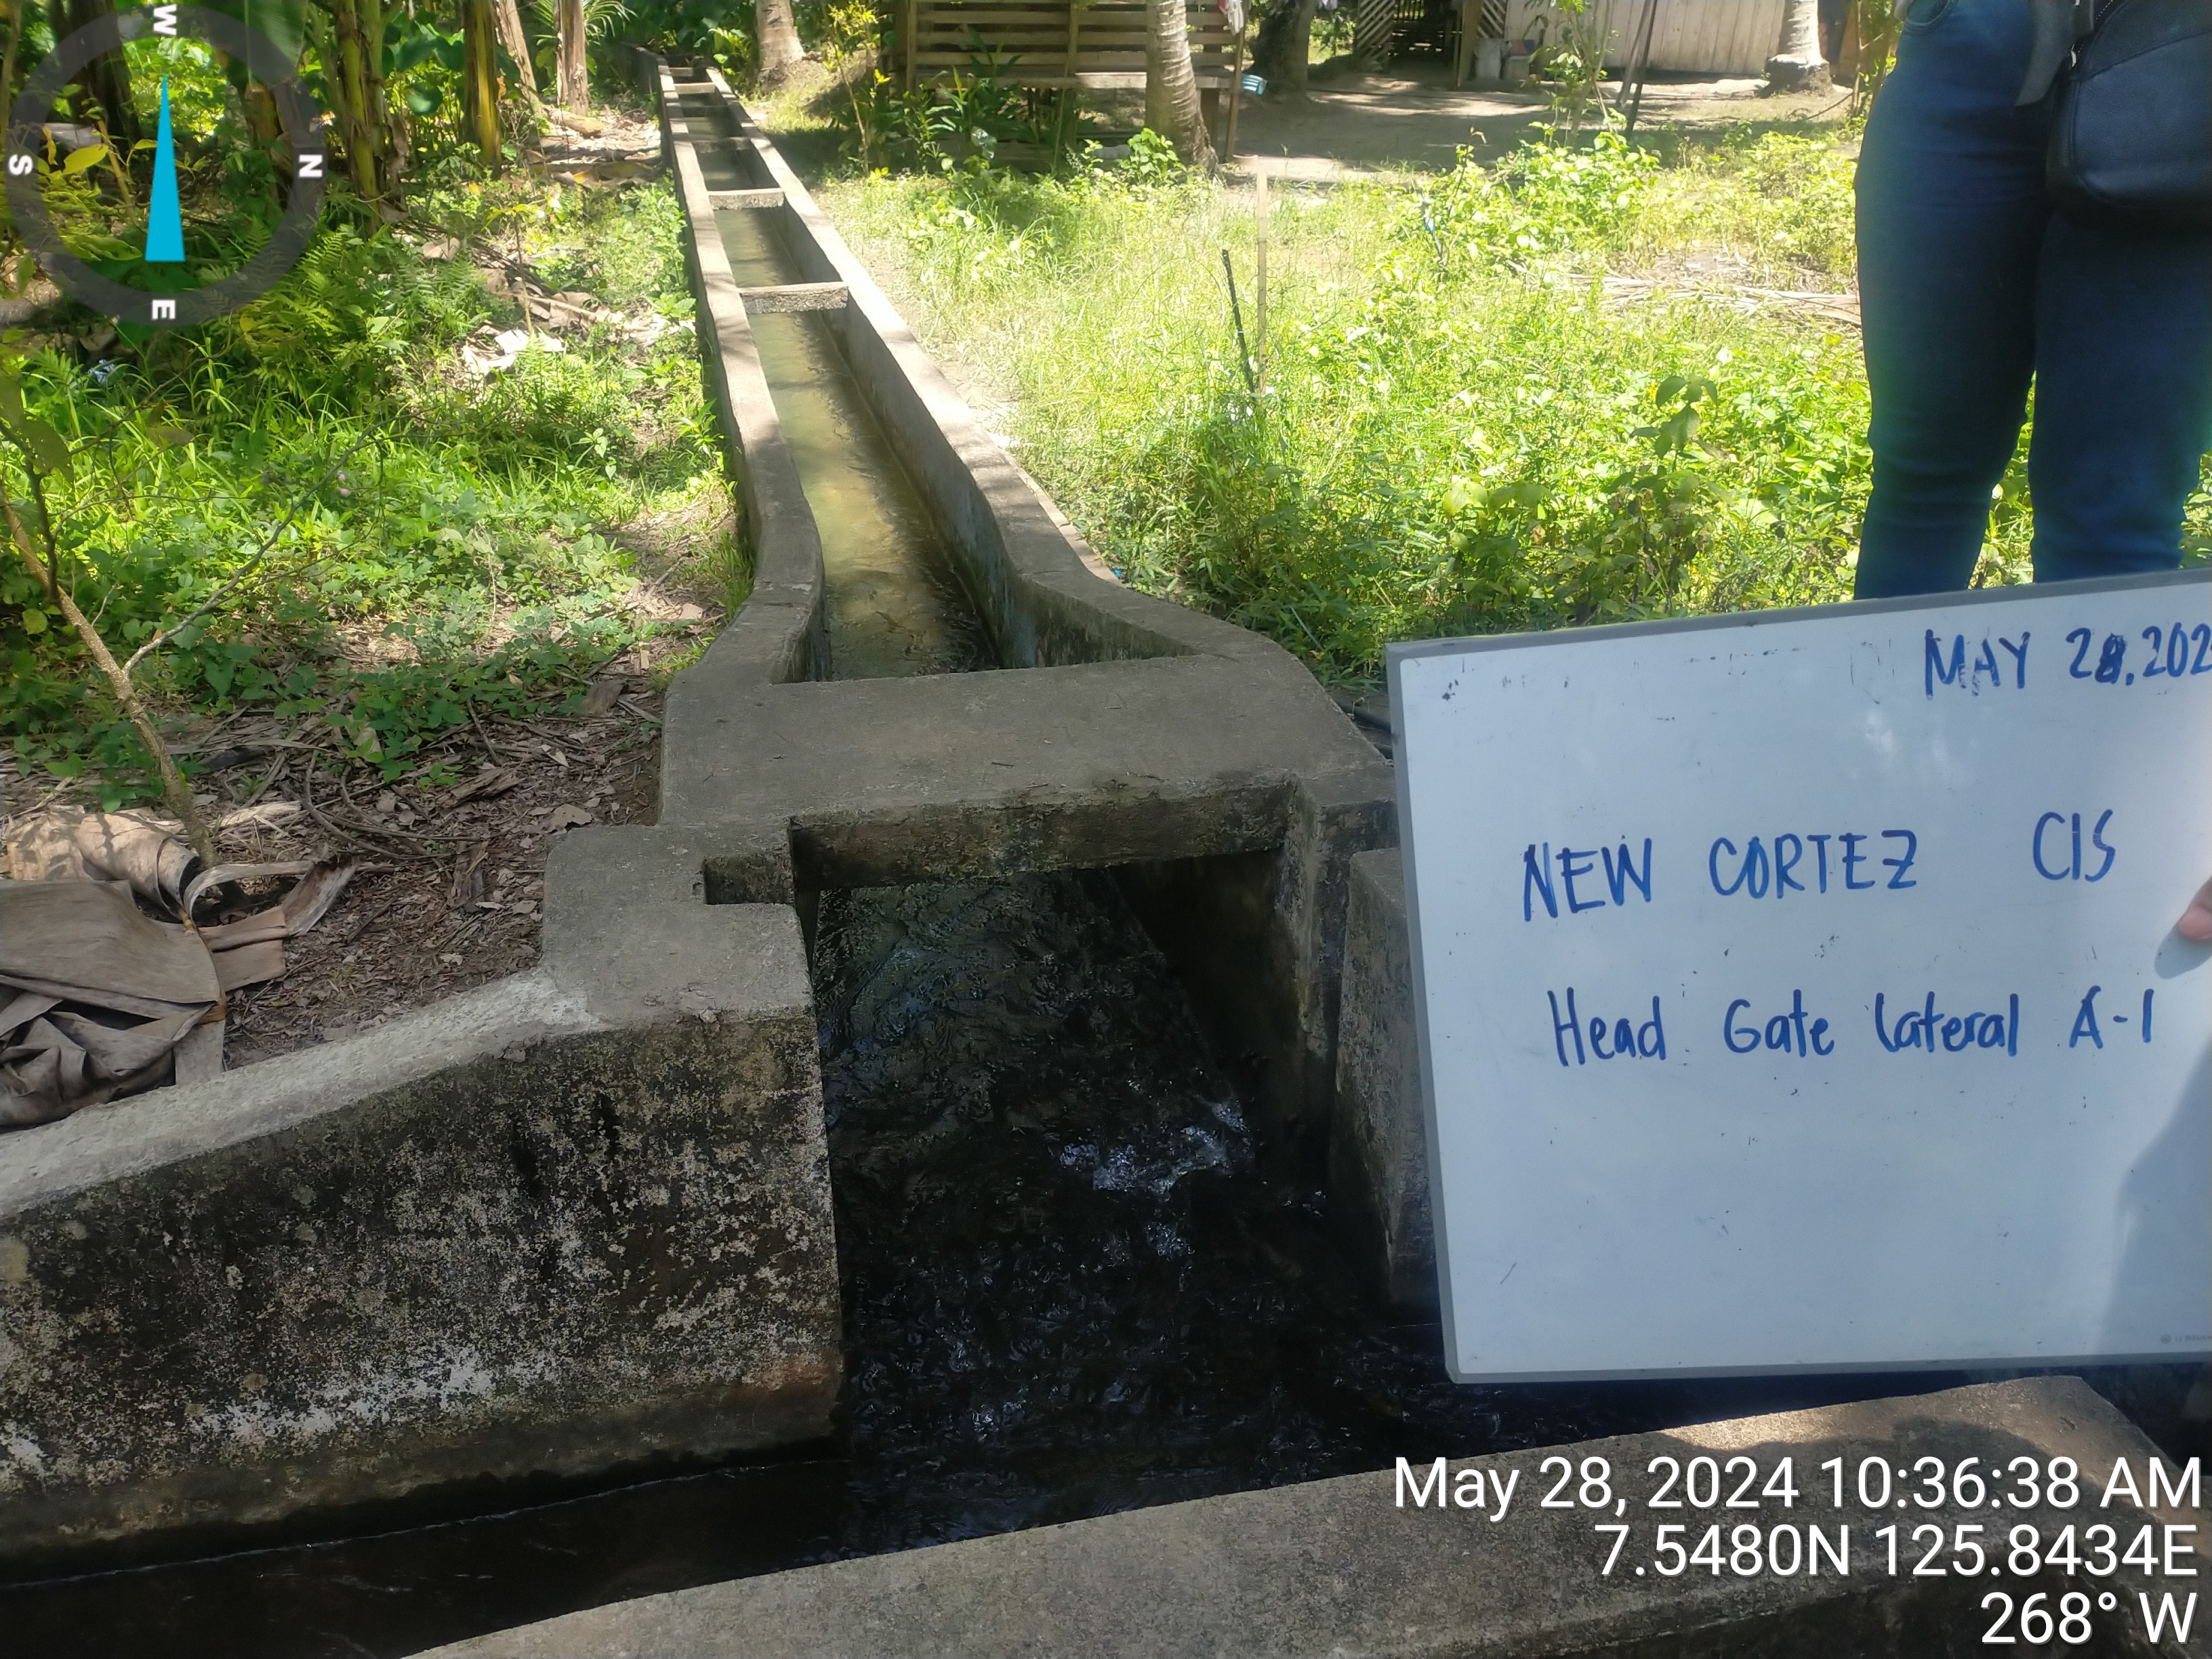 W
S
N
E
MAY 28, 202
NEW CORTEZ CIS
Head Gate lateral A-1
May 28, 2024 10:36:38 AM
7.5480N 125.8434E
268° W